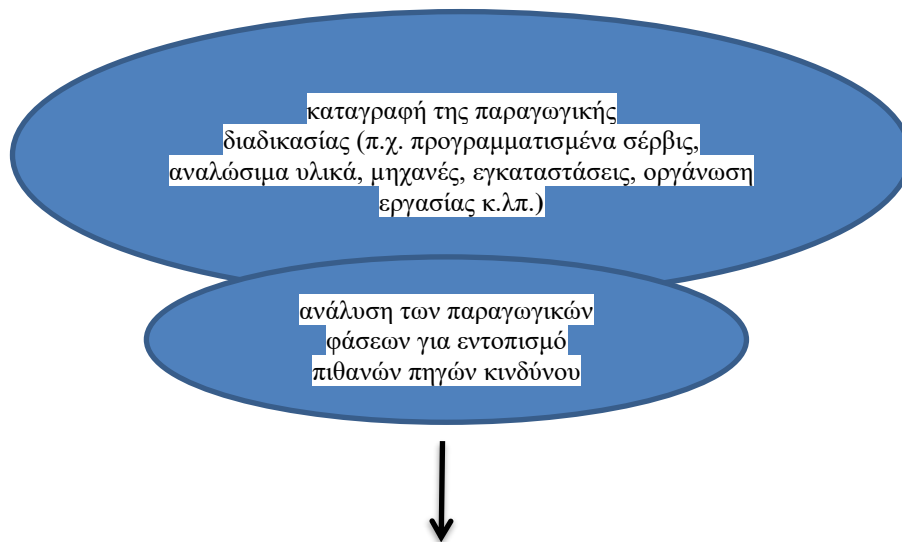 καταγραφή της παραγωγικής
διαδικασίας (π.χ. προγραμματισμένα σέρβις,
αναλώσιμα υλικά, μηχανές, εγκαταστάσεις, οργάνωση
εργασίας κ.λπ.)
ανάλυση των παραγωγικών
φάσεων για εντοπισμό
πιθανών πηγών κινδύνου